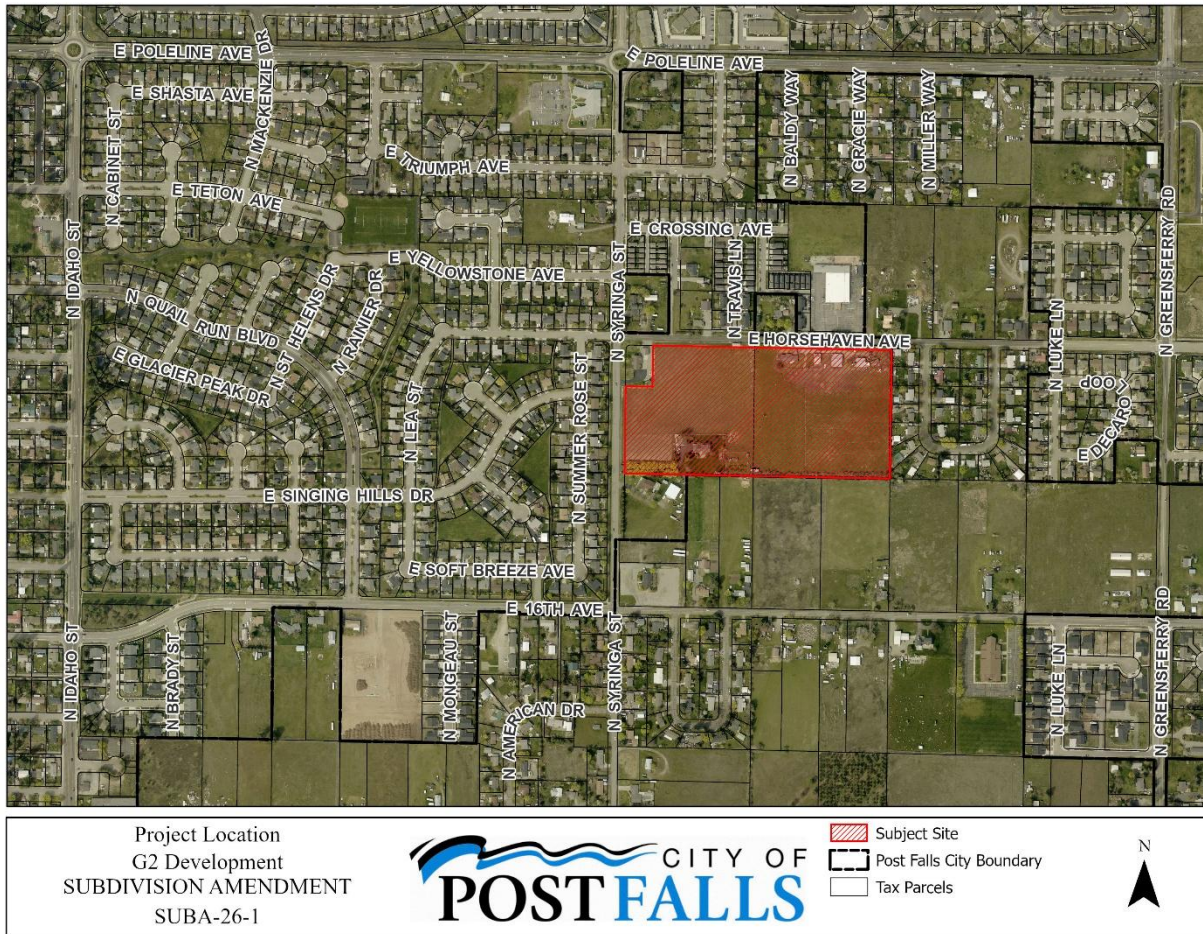 E POLELINE AVE
E POLELINE AVE
E SHASTA AVE
N CABINET ST
N MACKENZIE DR
E TRIUMPH AVE
E TETON AVE
N BALDY WAY
N GRACIE WAY
N MILLER WAY
N IDAHO ST
E CROSSING AVE
E YELLOWSTONE AVE
N SYRINGA ST
N TRAVIS LN
N GREENSFERRY RD
N QUAIL RUN BLVD
N ST HELENS DR
N RAINIER DR
E HORSEHAVEN AVE
N LUKE LN
E GLACIER PEAK DR
N LEA ST
N SUMMER ROSE ST
E DECARO LOOP
E SINGING HILLS DR
E SOFT BREEZE AVE
E 16TH AVE
N IDAHO ST
N BRADY ST
N MONGEAU ST
N AMERICAN DR
N SYRINGA ST
N LUKE LN
N GREENSFERRY RD
Project Location
G2 Development
SUBDIVISION AMENDMENT
SUBA-26-1
CITY OF
POST FALLS
Subject Site
Post Falls City Boundary
Tax Parcels
N